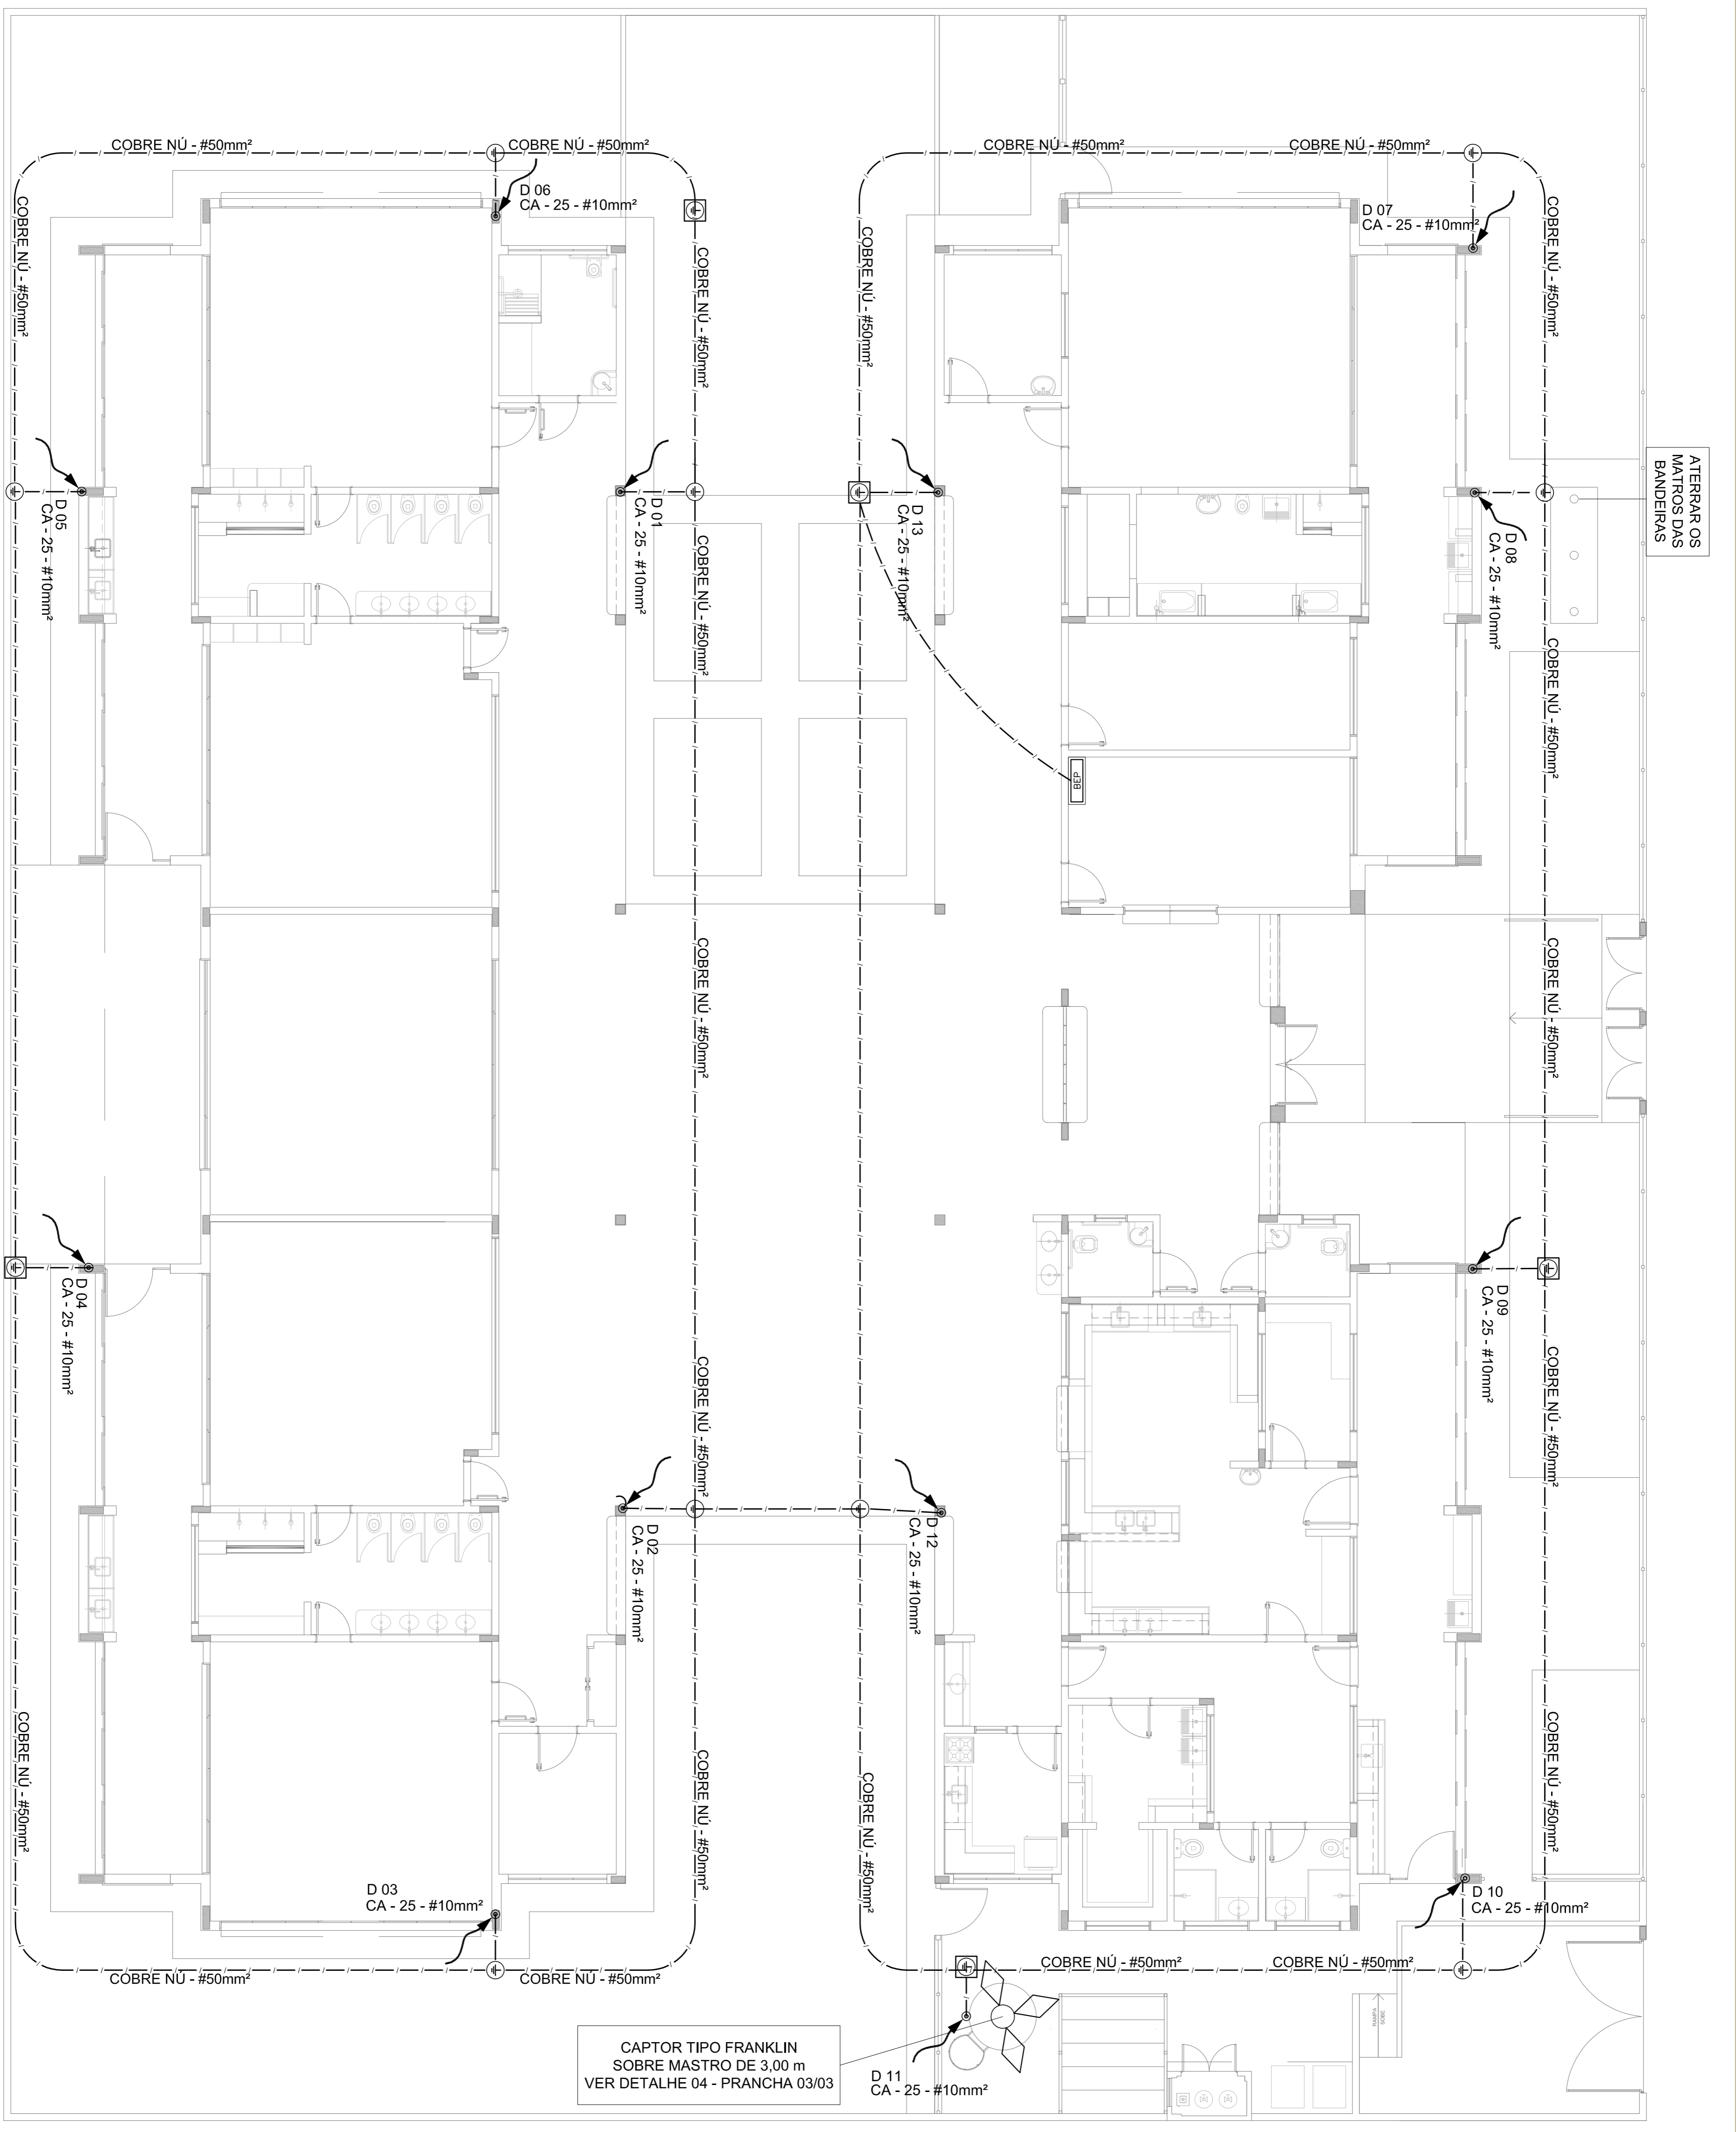 COBRE NÚ - #50mm²
COBRE NÚ - #50mm²
COBRE NÚ - #50mm²
COBRE NÚ - #50mm²
D 06
CA - 25 - #10mm²
D 07
CA - 25 - #10mm²
COBRE NÚ - #50mm²
COBRE NÚ - #50mm²
COBRE NÚ - #50mm²
COBRE NÚ - #50mm²
ATERRAR OS
MATROS DAS
BANDEIRAS
D 05
CA - 25 - #10mm²
D 01
CA - 25 - #10mm²
D 13
CA - 25 - #10mm²
D 08
CA - 25 - #10mm²
COBRE NÚ - #50mm²
COBRE NÚ - #50mm²
BEP
COBRE NÚ - #50mm²
COBRE NÚ - #50mm²
D 04
CA - 25 - #10mm²
D 09
CA - 25 - #10mm²
COBRE NÚ - #50mm²
COBRE NÚ - #50mm²
D 02
CA - 25 - #10mm²
D 12
CA - 25 - #10mm²
COBRE NÚ - #50mm²
COBRE NÚ - #50mm²
COBRE NÚ - #50mm²
COBRE NÚ - #50mm²
D 03
CA - 25 - #10mm²
D 10
CA - 25 - #10mm²
COBRE NÚ - #50mm²
COBRE NÚ - #50mm²
COBRE NÚ - #50mm²
COBRE NÚ - #50mm²
SOBE
RAMPA
CAPTOR TIPO FRANKLIN
SOBRE MASTRO DE 3,00 m
VER DETALHE 04 - PRANCHA 03/03
D 11
CA - 25 - #10mm²